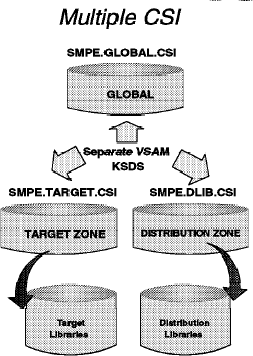 Multiple CSI
SMPE.GLOBAL.CSI
GLOBAL
Separate VSAM
KSDS
SMPE.TARGET.CSI
SMPE.DLIB.CSI
TARGET ZONE
DISTRIBUTION ZONE
Target
Libraries
Distribution
Libraries